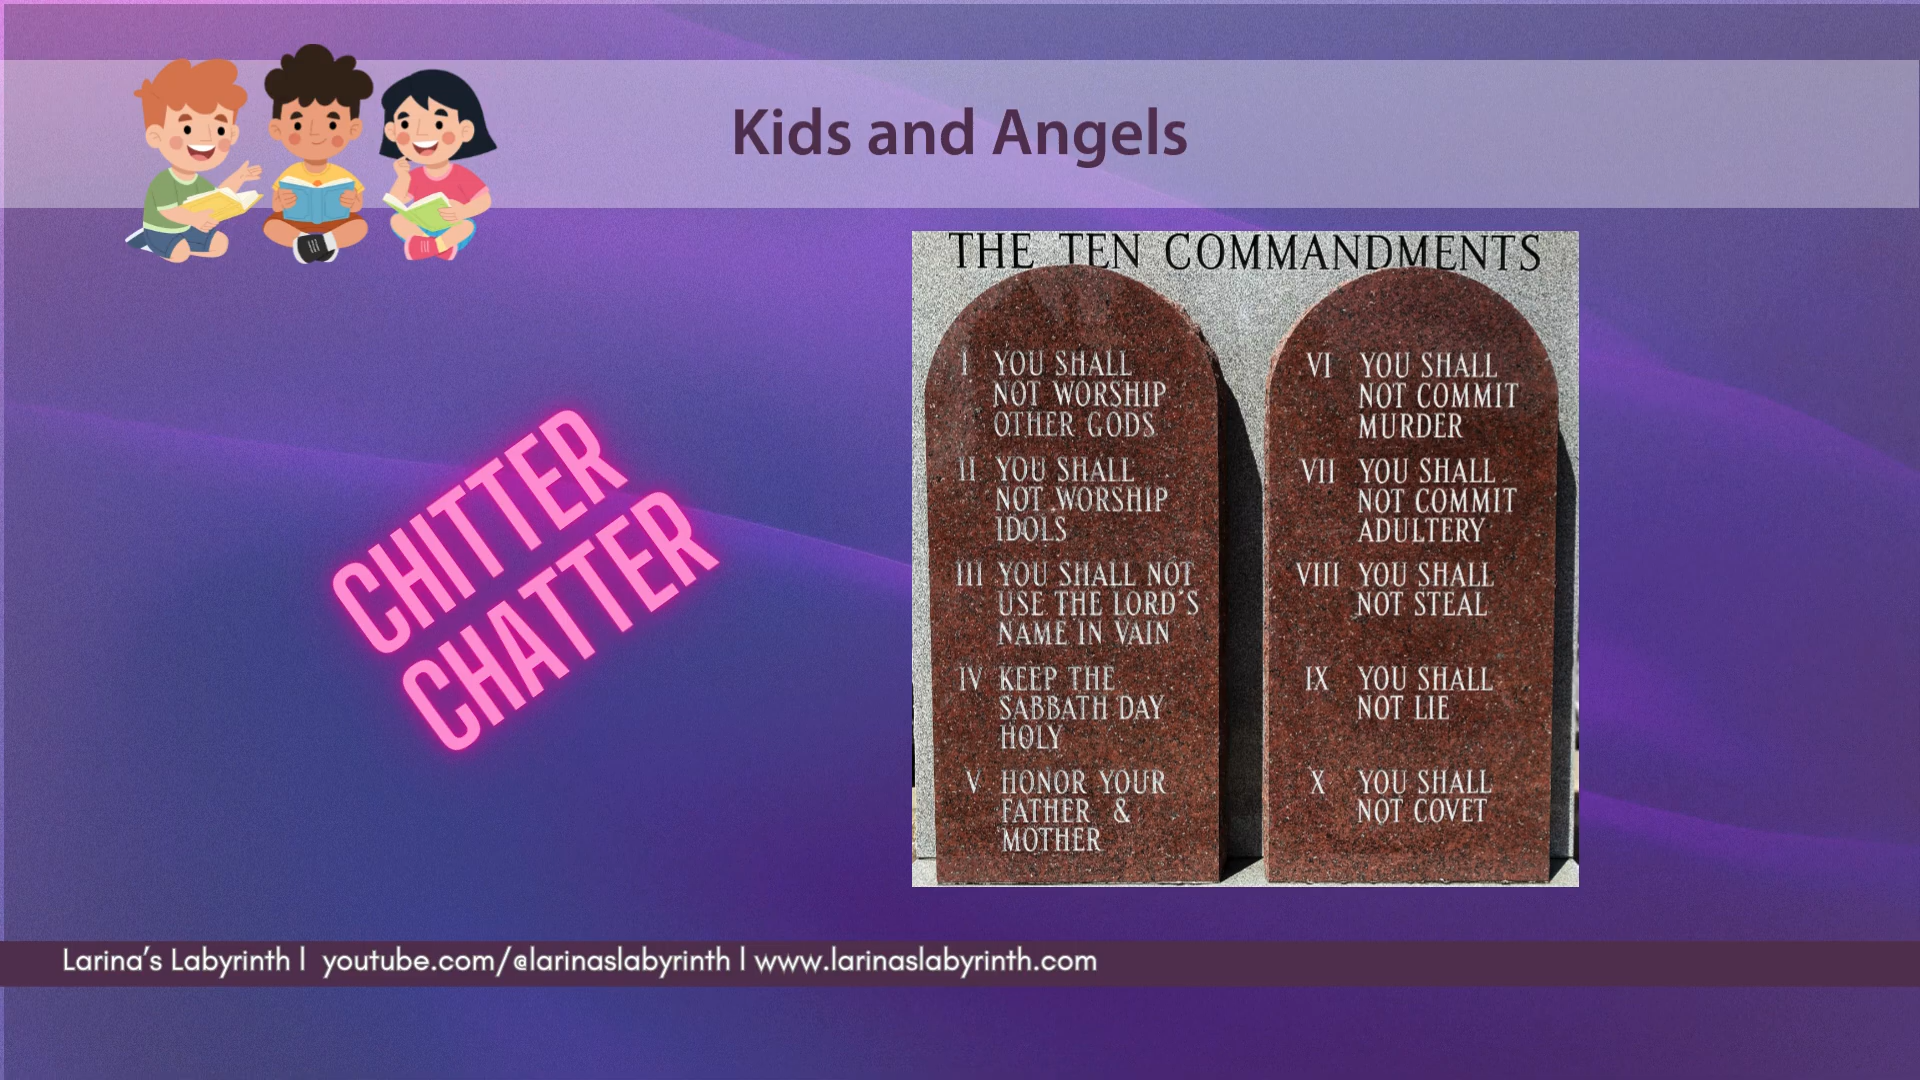 Kids and Angels
CHITTER
CHATTER
THE TEN COMMANDMENTS
I YOU SHALL
NOT WORSHIP
OTHER GODS
II YOU SHALL
NOT WORSHIP
IDOLS
III YOU SHALL NOT
USE THE LORD'S
NAME IN VAIN
IV KEEP THE
SABBATH DAY
HOLY
V HONOR YOUR
FATHER &
MOTHER
VI YOU SHALL
NOT COMMIT
MURDER
VII YOU SHALL
NOT COMMIT
ADULTERY
VIII YOU SHALL
NOT STEAL
IX YOU SHALL
NOT LIE
X YOU SHALL
NOT COVET
Larina's Labyrinth | youtube.com/@larinaslabyrinth | www.larinaslabyrinth.com